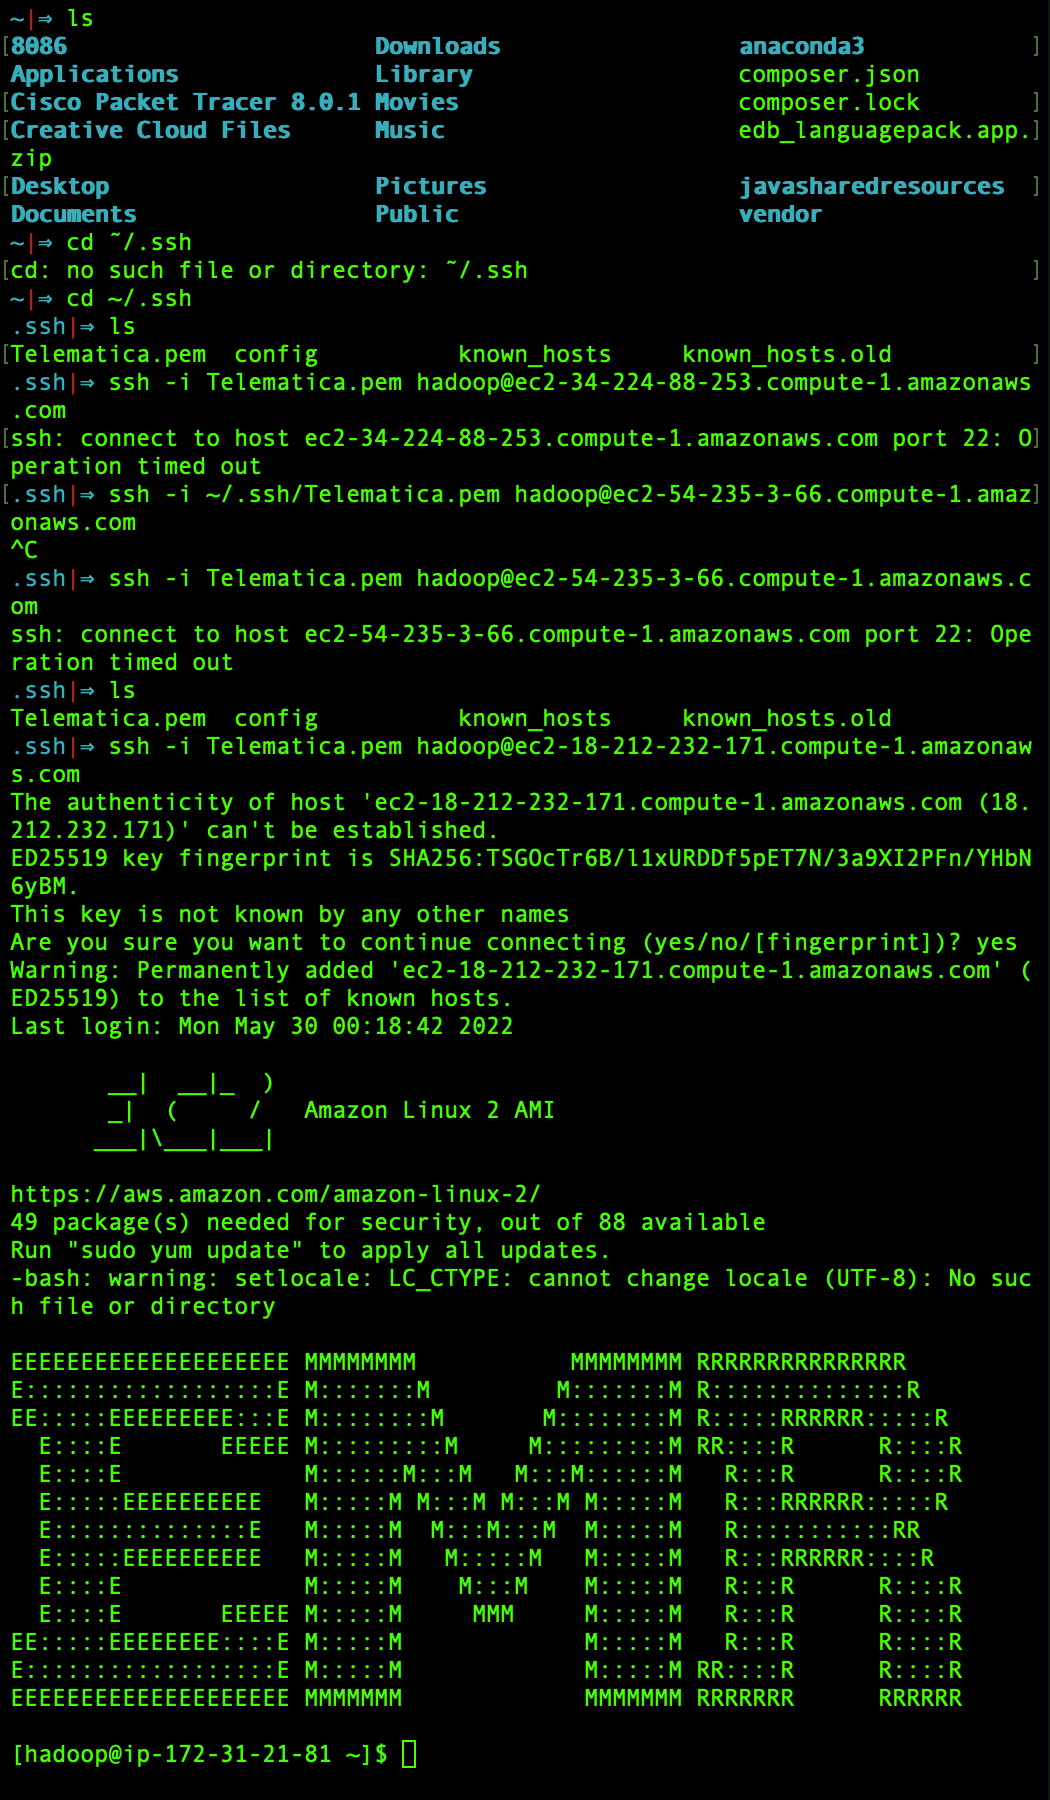 ~|⇒ ls
[8086                      Downloads                 anaconda3            ]
Applications              Library                   composer.json
[Cisco Packet Tracer 8.0.1 Movies                    composer.lock        ]
[Creative Cloud Files      Music                     edb_languagepack.app.]
zip
[Desktop                   Pictures                  javasharedresources  ]
Documents                 Public                    vendor
~|⇒ cd ˜/.ssh
[cd: no such file or directory: ˜/.ssh                                    ]
~|⇒ cd ~/.ssh
.ssh|⇒ ls
[Telematica.pem  config          known_hosts     known_hosts.old          ]
.ssh|⇒ ssh -i Telematica.pem hadoop@ec2-34-224-88-253.compute-1.amazonaws
.com
[ssh: connect to host ec2-34-224-88-253.compute-1.amazonaws.com port 22: O]
peration timed out
[.ssh|⇒ ssh -i ~/.ssh/Telematica.pem hadoop@ec2-54-235-3-66.compute-1.amaz]
onaws.com
^C
.ssh|⇒ ssh -i Telematica.pem hadoop@ec2-54-235-3-66.compute-1.amazonaws.c
om
ssh: connect to host ec2-54-235-3-66.compute-1.amazonaws.com port 22: Ope
ration timed out
.ssh|⇒ ls
Telematica.pem  config          known_hosts     known_hosts.old
.ssh|⇒ ssh -i Telematica.pem hadoop@ec2-18-212-232-171.compute-1.amazonaw
s.com
The authenticity of host 'ec2-18-212-232-171.compute-1.amazonaws.com (18.
212.232.171)' can't be established.
ED25519 key fingerprint is SHA256:TSGOcTr6B/l1xURDDf5pET7N/3a9XI2PFn/YHbN
6yBM.
This key is not known by any other names
Are you sure you want to continue connecting (yes/no/[fingerprint])? yes
Warning: Permanently added 'ec2-18-212-232-171.compute-1.amazonaws.com' (
ED25519) to the list of known hosts.
Last login: Mon May 30 00:18:42 2022

       __|  __|_  )
       _|  (     /   Amazon Linux 2 AMI
      ___|\___|___|

https://aws.amazon.com/amazon-linux-2/
49 package(s) needed for security, out of 88 available
Run "sudo yum update" to apply all updates.
-bash: warning: setlocale: LC_CTYPE: cannot change locale (UTF-8): No suc
h file or directory

EEEEEEEEEEEEEEEEEEEE MMMMMMMM           MMMMMMMM RRRRRRRRRRRRRRR
E::::::::::::::::::E M:::::::M         M:::::::M R::::::::::::::R
EE:::::EEEEEEEEE:::E M::::::::M       M::::::::M R:::::RRRRRR:::::R
  E::::E       EEEEE M:::::::::M     M:::::::::M RR::::R      R::::R
  E::::E             M::::::M:::M   M:::M::::::M   R:::R      R::::R
  E:::::EEEEEEEEEE   M:::::M M:::M M:::M M:::::M   R:::RRRRRR:::::R
  E::::::::::::::E   M:::::M  M:::M:::M  M:::::M   R:::::::::::RR
  E:::::EEEEEEEEEE   M:::::M   M:::::M   M:::::M   R:::RRRRRR::::R
  E::::E             M:::::M    M:::M    M:::::M   R:::R      R::::R
  E::::E       EEEEE M:::::M     MMM     M:::::M   R:::R      R::::R
EE:::::EEEEEEEE::::E M:::::M             M:::::M   R:::R      R::::R
E::::::::::::::::::E M:::::M             M:::::M RR::::R      R::::R
EEEEEEEEEEEEEEEEEEEE MMMMMMM             MMMMMMM RRRRRRR      RRRRRR

[hadoop@ip-172-31-21-81 ~]$